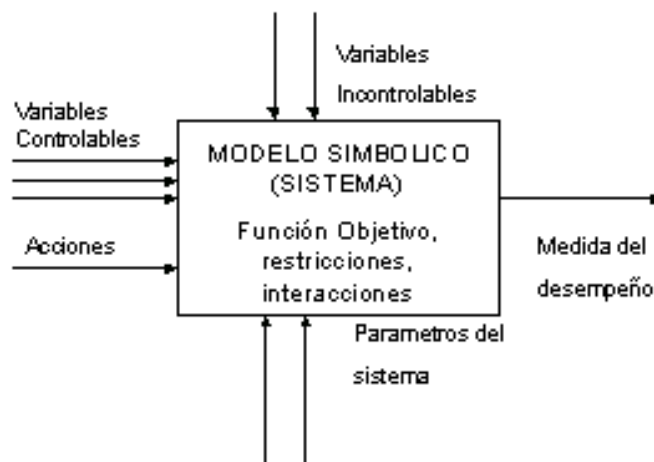 Variables
Incontrolables
Variables
Controlables
MODELO SIMBOLICO
(SISTEMA)
Función Objetivo,
restricciones,
interacciones
Acciones
Medida del
desempeño
Parametros del
sistema